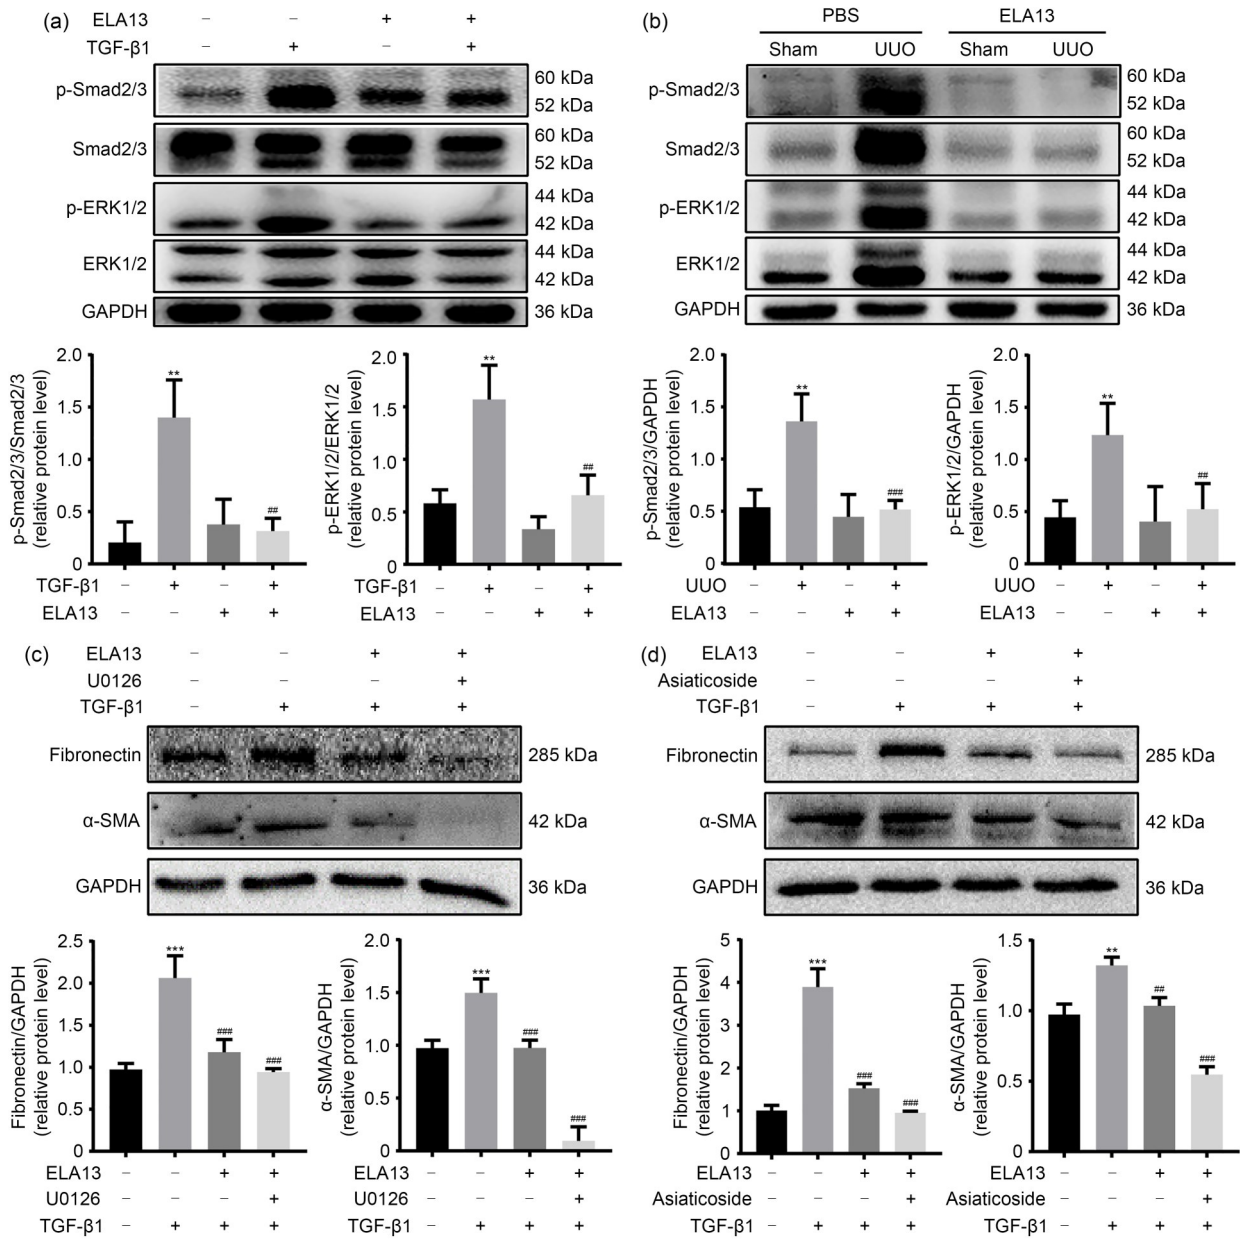 (a)
ELA13 – – + +
TGF-β1 – + – +
p-Smad2/3
60 kDa
52 kDa
Smad2/3
60 kDa
52 kDa
p-ERK1/2
44 kDa
42 kDa
ERK1/2
44 kDa
42 kDa
GAPDH
36 kDa
p-Smad2/3/Smad2/3
(relative protein level)
2.0
1.5
1.0
0.5
0
**
##
TGF-β1 – + – +
ELA13 – – + +
p-ERK1/2/ERK1/2
(relative protein level)
2.0
1.5
1.0
0.5
0
**
##
TGF-β1 – + – +
ELA13 – – + +
(b)
PBS ELA13
Sham UUO Sham UUO
p-Smad2/3
60 kDa
52 kDa
Smad2/3
60 kDa
52 kDa
p-ERK1/2
44 kDa
42 kDa
ERK1/2
44 kDa
42 kDa
GAPDH
36 kDa
p-Smad2/3/GAPDH
(relative protein level)
2.0
1.5
1.0
0.5
0
**
###
UUO – + – +
ELA13 – – + +
p-ERK1/2/GAPDH
(relative protein level)
2.0
1.5
1.0
0.5
0
**
##
UUO – + – +
ELA13 – – + +
(c)
ELA13 – – + +
U0126 – – – +
TGF-β1 – + + +
Fibronectin
285 kDa
α-SMA
42 kDa
GAPDH
36 kDa
Fibronectin/GAPDH
(relative protein level)
2.5
2.0
1.5
1.0
0.5
0
***
###
###
ELA13 – – + +
U0126 – – – +
TGF-β1 – + + +
α-SMA/GAPDH
(relative protein level)
2.0
1.5
1.0
0.5
0
***
###
###
ELA13 – – + +
U0126 – – – +
TGF-β1 – + + +
(d)
ELA13 – – + +
Asiaticoside – – – +
TGF-β1 – + + +
Fibronectin
285 kDa
α-SMA
42 kDa
GAPDH
36 kDa
Fibronectin/GAPDH
(relative protein level)
5
4
3
2
1
0
***
###
###
ELA13 – – + +
Asiaticoside – – – +
TGF-β1 – + + +
α-SMA/GAPDH
(relative protein level)
1.5
1.0
0.5
0
**
##
###
ELA13 – – + +
Asiaticoside – – – +
TGF-β1 – + + +